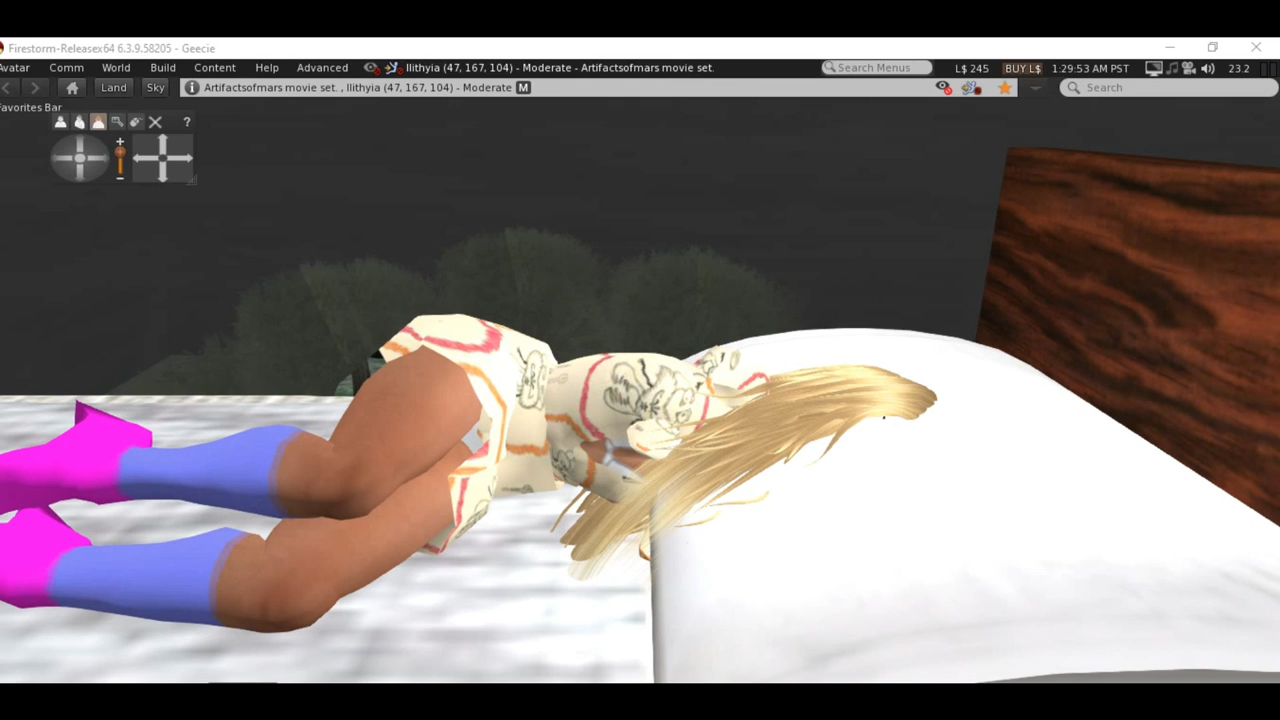 Firestorm-Releasex64 6.3.9.58205 - Geecie
Avatar Comm World Build Content Help Advanced Ilithyia (47, 167, 104) - Moderate - Artifactsofmars movie set. Search Menus L$ 245 BUY L$ 1:29:53 AM PST 23.2
Land Sky Artifactsofmars movie set. , Ilithyia (47, 167, 104) - Moderate M Search
Favorites Bar
?